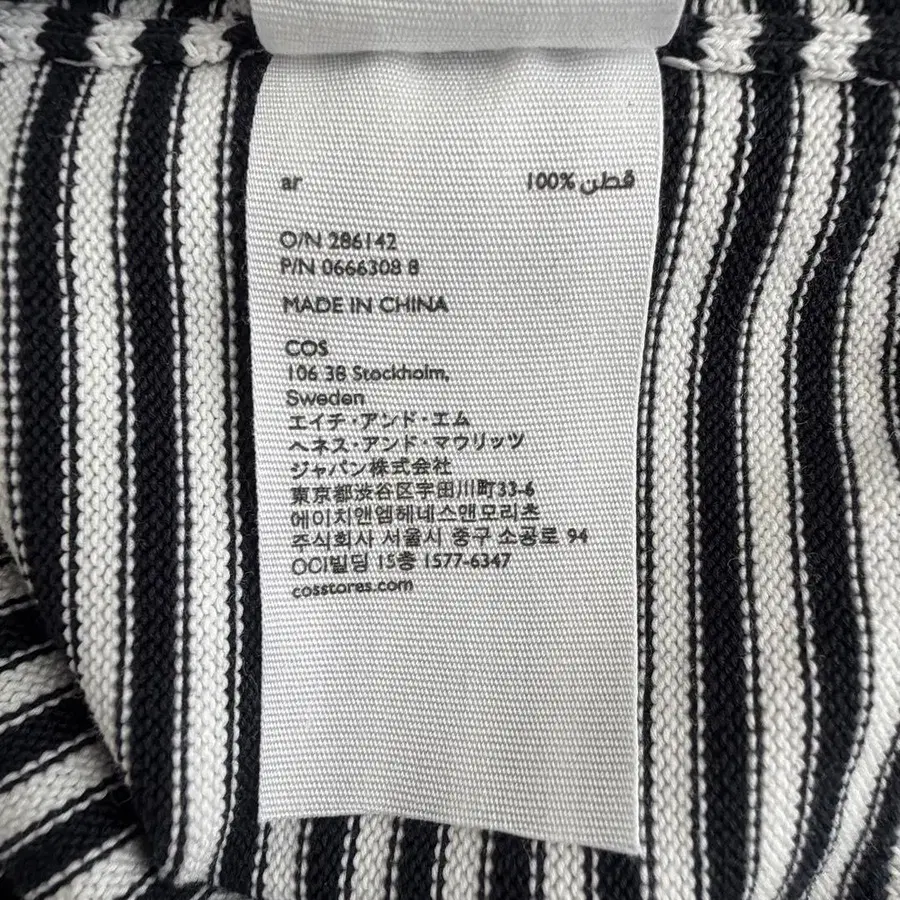 ar قطن 100%
O/N 286142
P/N 0666308 8
MADE IN CHINA
COS
106 38 Stockholm,
Sweden
エイチ・アンド・エム
ヘネス・アンド・マウリッツ
ジャパン株式会社
東京都渋谷区宇田川町33-6
에이치앤엠헤네스앤모리츠
주식회사 서울시 중구 소공로 94
OCI빌딩 15층 1577-6347
cosstores.com